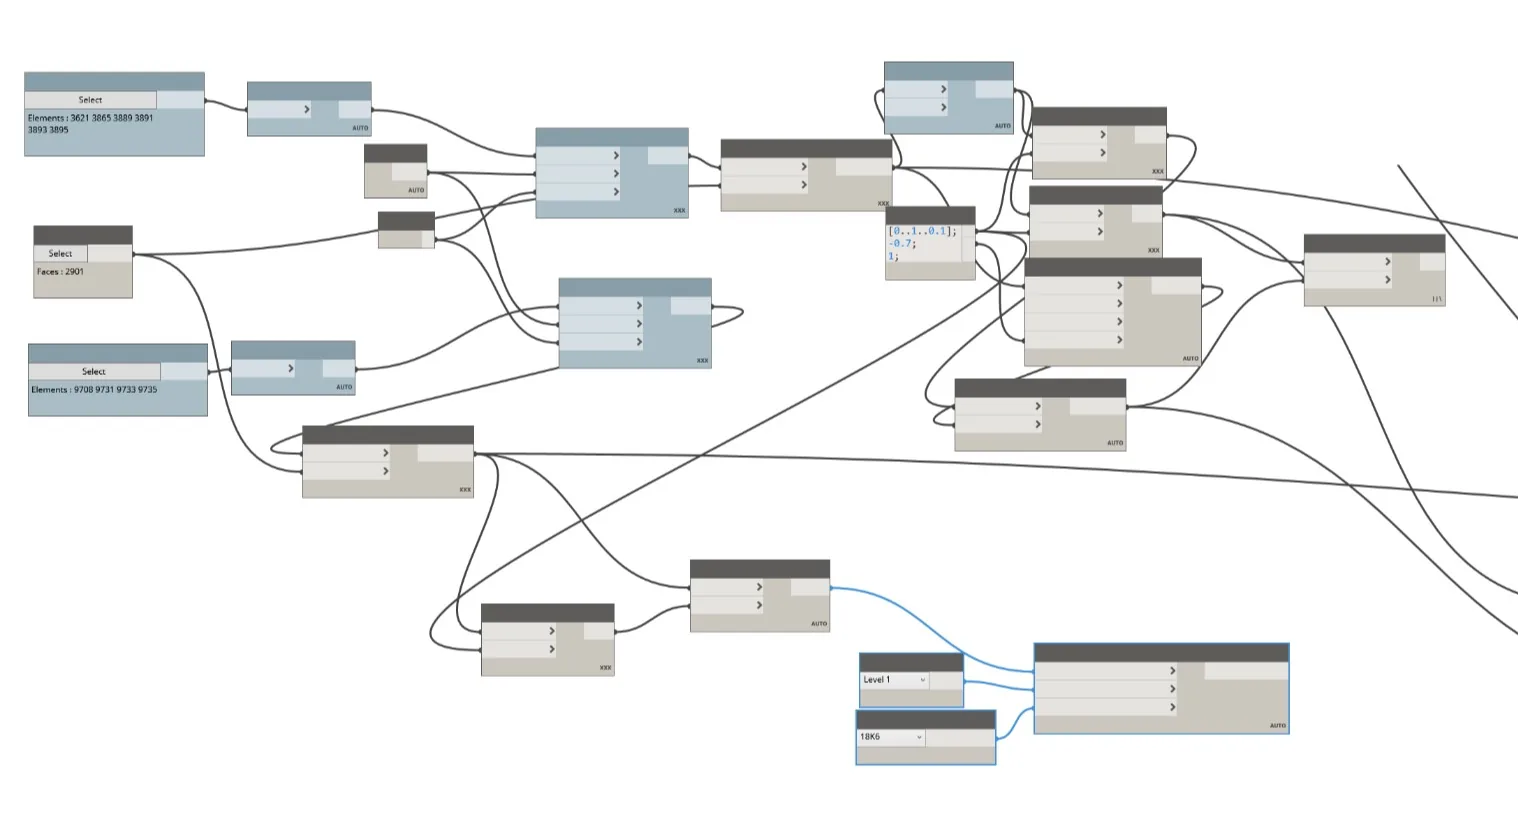 Select
Elements : 3621 3865 3889 3891
3893 3895
AUTO
AUTO
XXX
XXX
AUTO
XXX
[0..1..0.1];
-0.7;
1;
XXX
AUTO
AUTO
Select
Faces : 2901
XXX
Select
Elements : 9708 9731 9733 9735
AUTO
XXX
XXX
AUTO
Level 1
18K6
AUTO